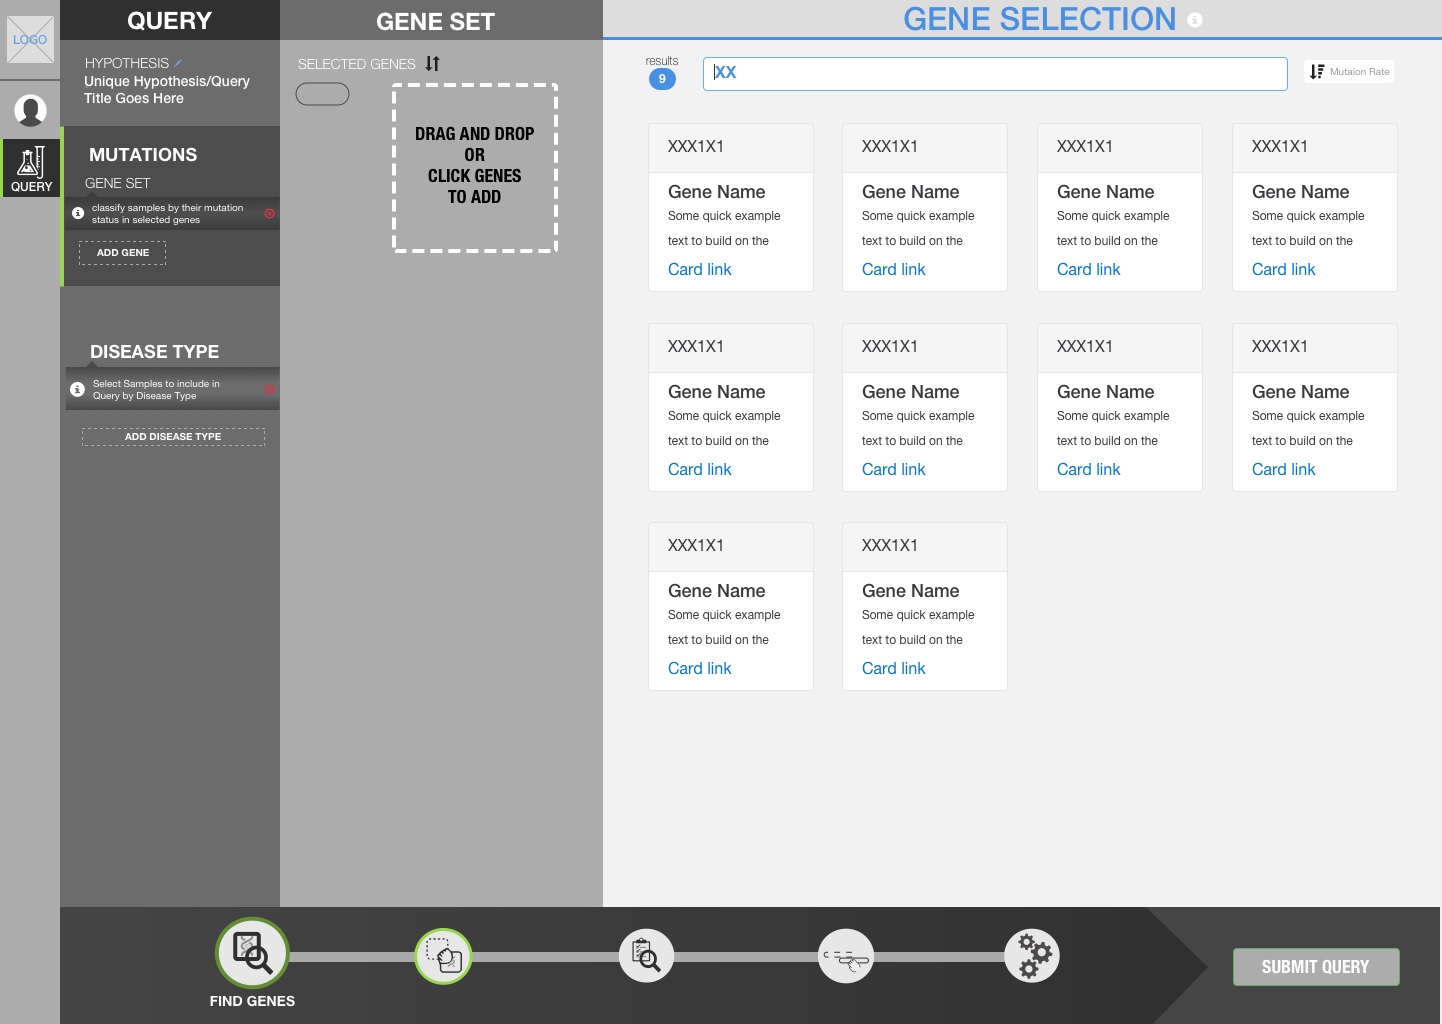 LOGO
QUERY
QUERY
HYPOTHESIS
Unique Hypothesis/Query
Title Goes Here
MUTATIONS
GENE SET
classify samples by their mutation
status in selected genes
ADD GENE
DISEASE TYPE
Select Samples to include in
Query by Disease Type
ADD DISEASE TYPE
GENE SET
SELECTED GENES
DRAG AND DROP
OR
CLICK GENES
TO ADD
GENE SELECTION
results
9
XX
Mutaion Rate
XXX1X1
Gene Name
Some quick example
text to build on the
Card link
XXX1X1
Gene Name
Some quick example
text to build on the
Card link
XXX1X1
Gene Name
Some quick example
text to build on the
Card link
XXX1X1
Gene Name
Some quick example
text to build on the
Card link
XXX1X1
Gene Name
Some quick example
text to build on the
Card link
XXX1X1
Gene Name
Some quick example
text to build on the
Card link
XXX1X1
Gene Name
Some quick example
text to build on the
Card link
XXX1X1
Gene Name
Some quick example
text to build on the
Card link
XXX1X1
Gene Name
Some quick example
text to build on the
Card link
XXX1X1
Gene Name
Some quick example
text to build on the
Card link
FIND GENES
SUBMIT QUERY